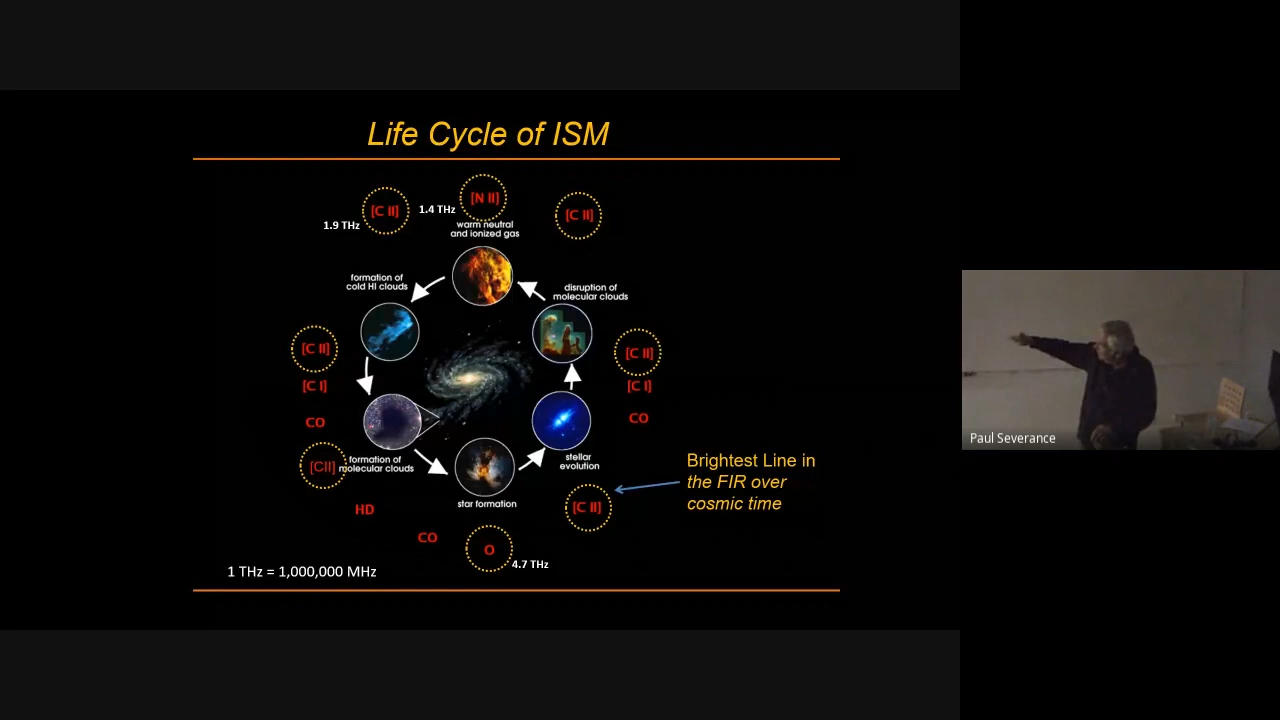 Life Cycle of ISM
[C II]
1.9 THz
1.4 THz
[N II]
[C II]
warm neutral
and ionized gas
formation of
cold HI clouds
disruption of
molecular clouds
[C II]
[C I]
CO
[C II]
[C I]
CO
[CII]
formation of
molecular clouds
stellar
evolution
Brightest Line in
the FIR over
cosmic time
star formation
[C II]
HD
CO
O
4.7 THz
1 THz = 1,000,000 MHz
Paul Severance